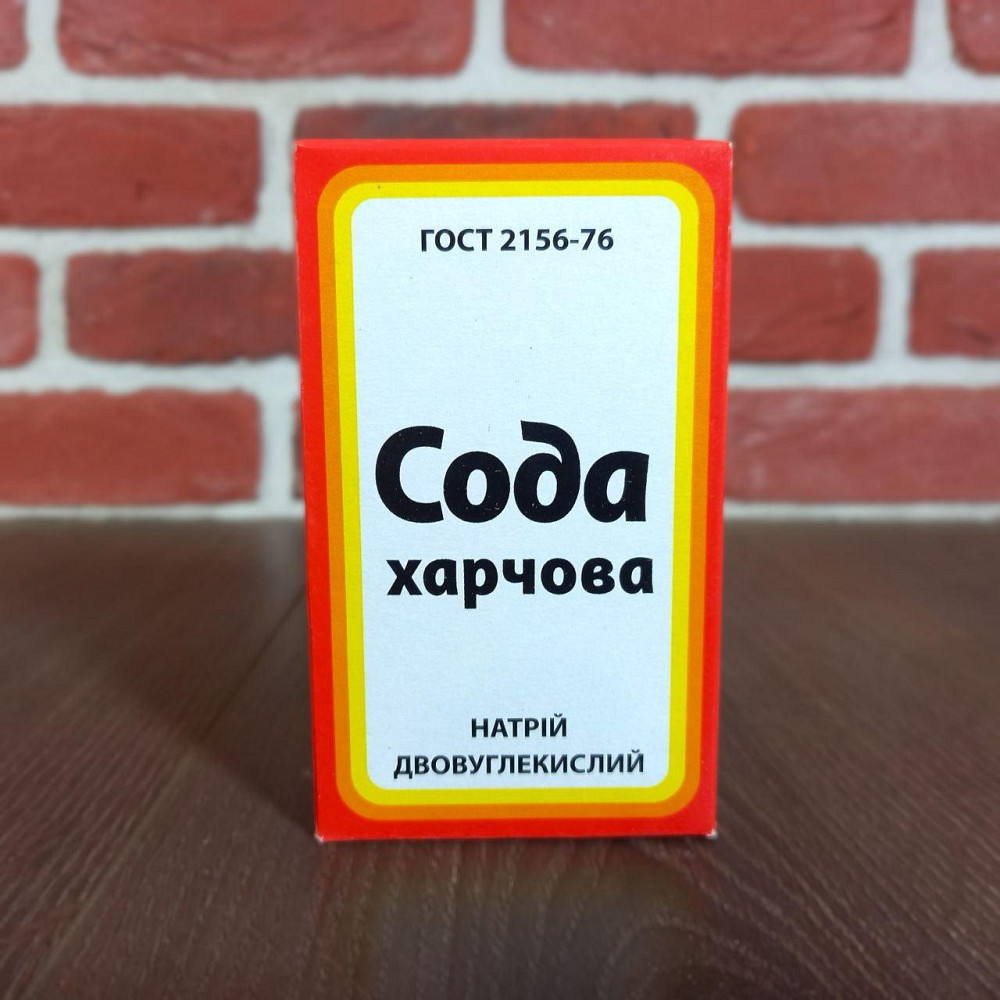 ГОСТ 2156-76
Сода
харчова
НАТРІЙ
ДВОВУГЛЕКИСЛИЙ